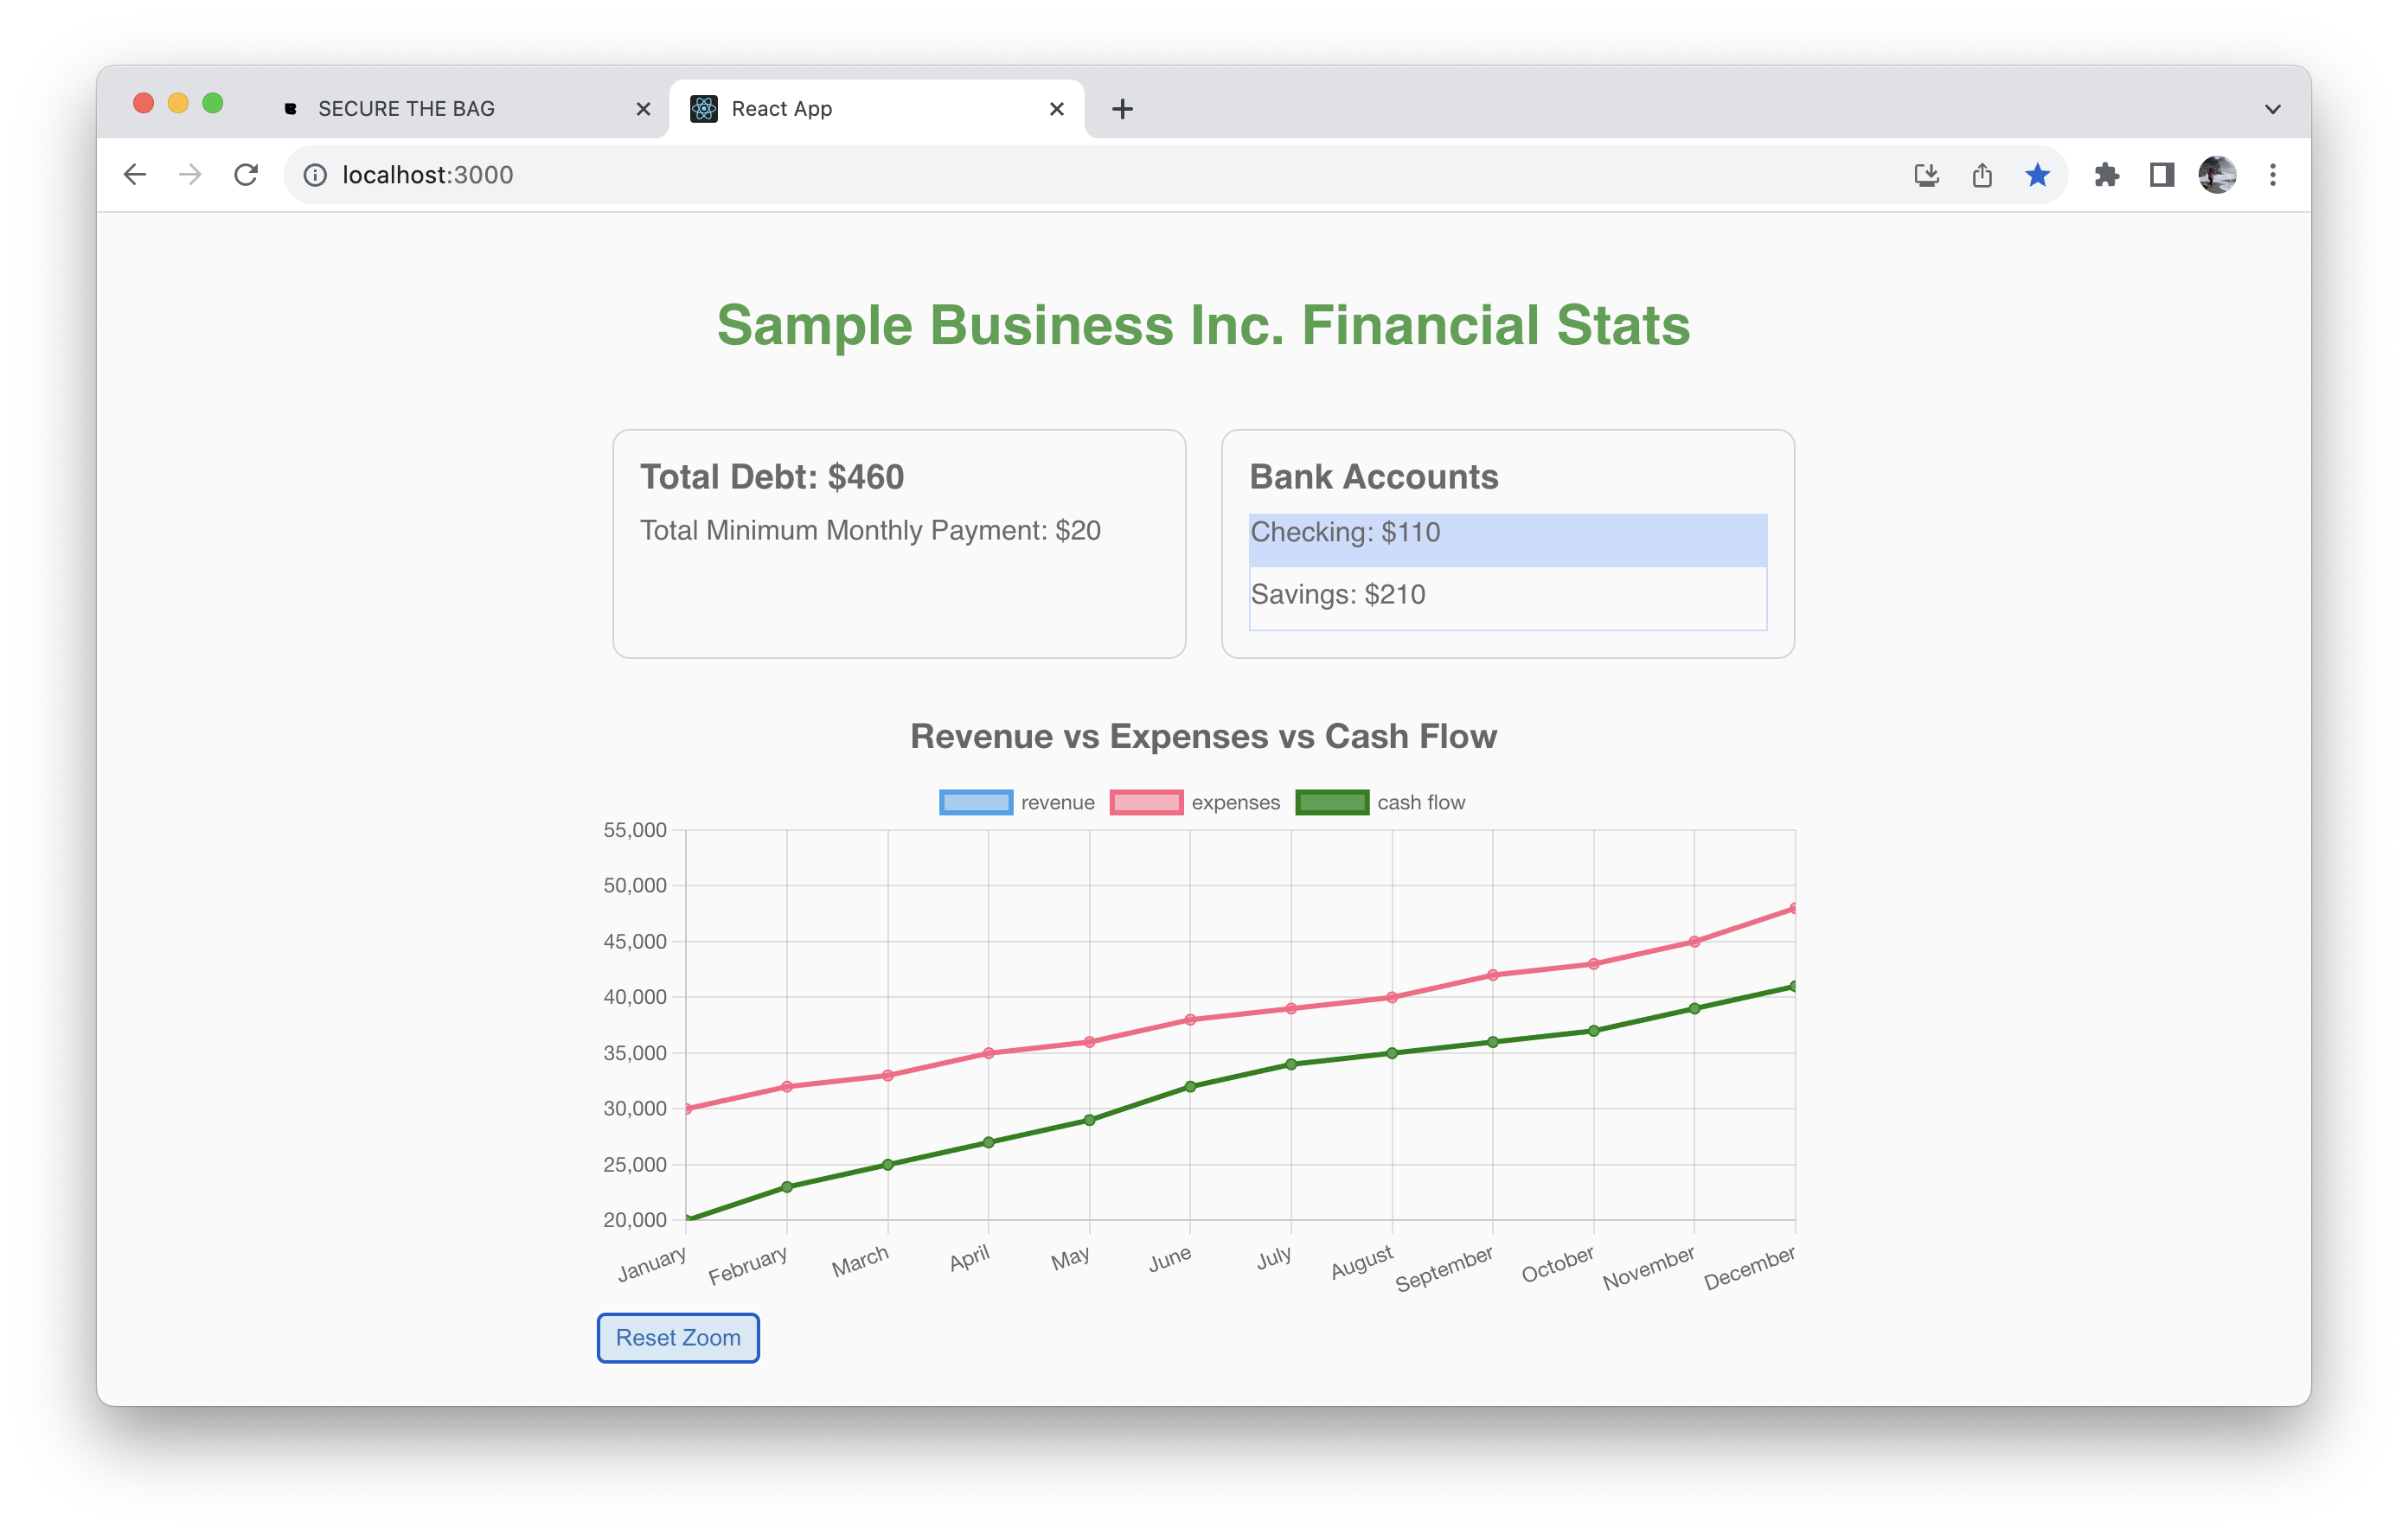 SECURE THE BAG
React App
localhost:3000
Sample Business Inc. Financial Stats
Total Debt: $460
Total Minimum Monthly Payment: $20
Bank Accounts
Checking: $110
Savings: $210
Revenue vs Expenses vs Cash Flow
revenue expenses cash flow
55,000
50,000
45,000
40,000
35,000
30,000
25,000
20,000
January February March April May June July August September October November December
Reset Zoom